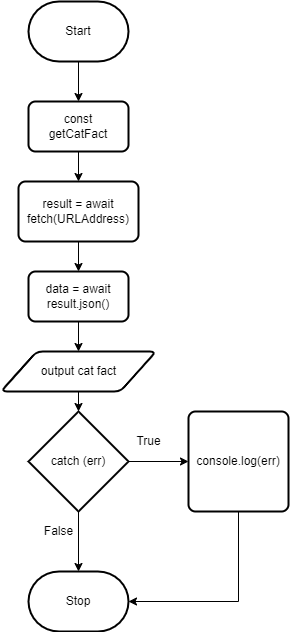 Start
const
getCatFact
result = await
fetch(URLAddress)
data = await
result.json()
output cat fact
catch (err)
True
console.log(err)
False
Stop